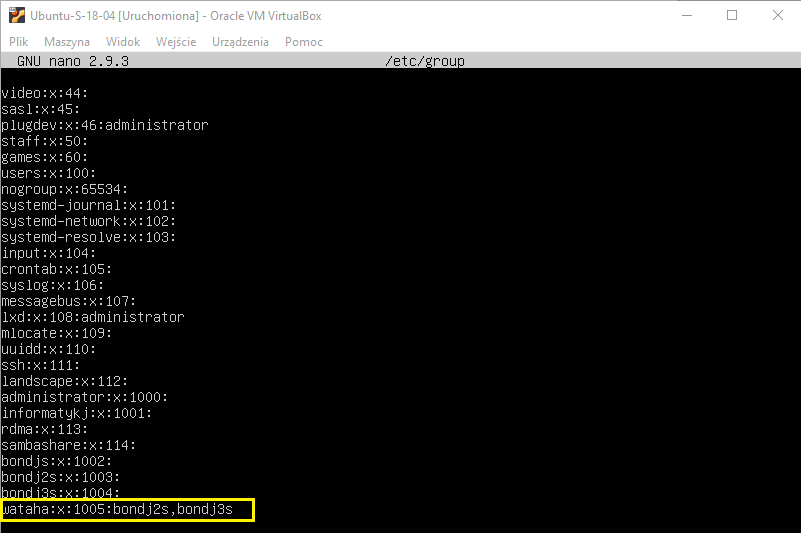 Ubuntu-S-18-04 [Uruchomiona] - Oracle VM VirtualBox
Plik Maszyna Widok Wejście Urządzenia Pomoc
GNU nano 2.9.3 /etc/group
video:x:44:
sasl:x:45:
plugdev:x:46:administrator
staff:x:50:
games:x:60:
users:x:100:
nogroup:x:65534:
systemd-journal:x:101:
systemd-network:x:102:
systemd-resolve:x:103:
input:x:104:
crontab:x:105:
syslog:x:106:
messagebus:x:107:
lxd:x:108:administrator
mlocate:x:109:
uuidd:x:110:
ssh:x:111:
landscape:x:112:
administrator:x:1000:
informatykj:x:1001:
rdma:x:113:
sambashare:x:114:
bondjs:x:1002:
bondj2s:x:1003:
bondj3s:x:1004:
wataha:x:1005:bondj2s,bondj3s